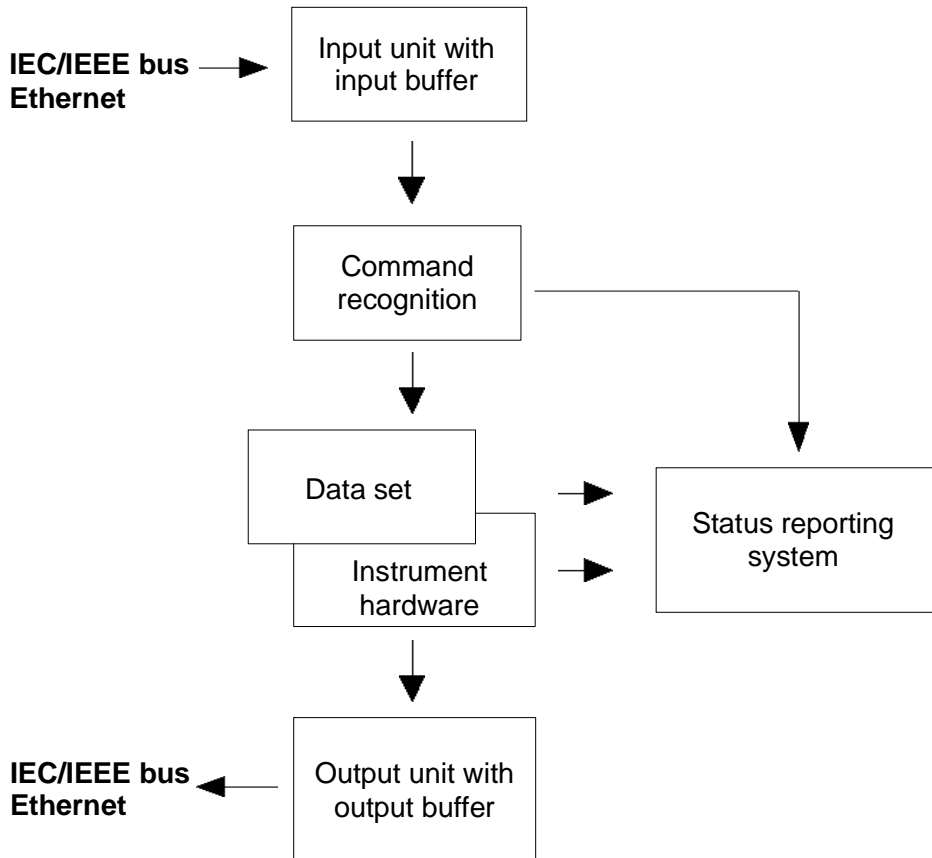 IEC/IEEE bus
Ethernet
Input unit with
input buffer
Command
recognition
Data set
Instrument
hardware
Status reporting
system
IEC/IEEE bus
Ethernet
Output unit with
output buffer